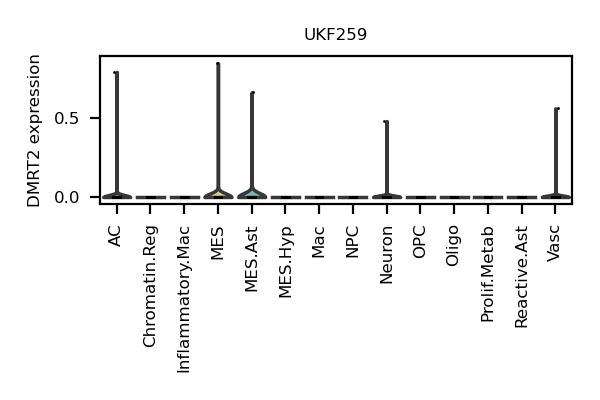 UKF259
DMRT2 expression
0.5
0.0
AC
Chromatin.Reg
Inflammatory.Mac
MES
MES.Ast
MES.Hyp
Mac
NPC
Neuron
OPC
Oligo
Prolif.Metab
Reactive.Ast
Vasc